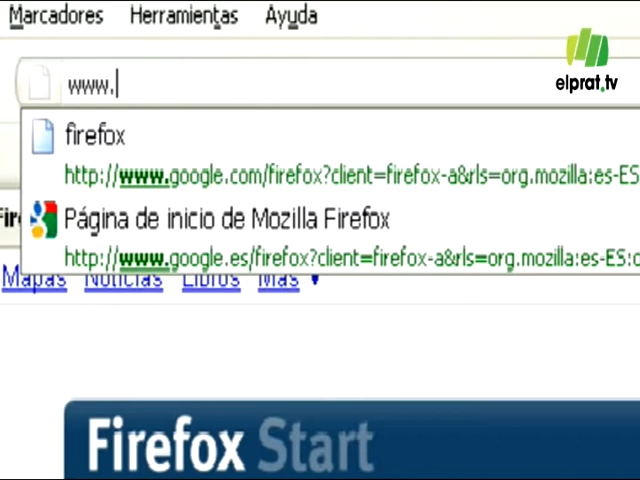 Marcadores Herramientas Ayuda
elprat.tv
www.
firefox
http://www.google.com/firefox?client=firefox-a&rls=org.mozilla:es-ES
Página de inicio de Mozilla Firefox
http://www.google.es/firefox?client=firefox-a&rls=org.mozilla:es-ES:o
Mapas Noticias Libros Más ▼
Firefox Start